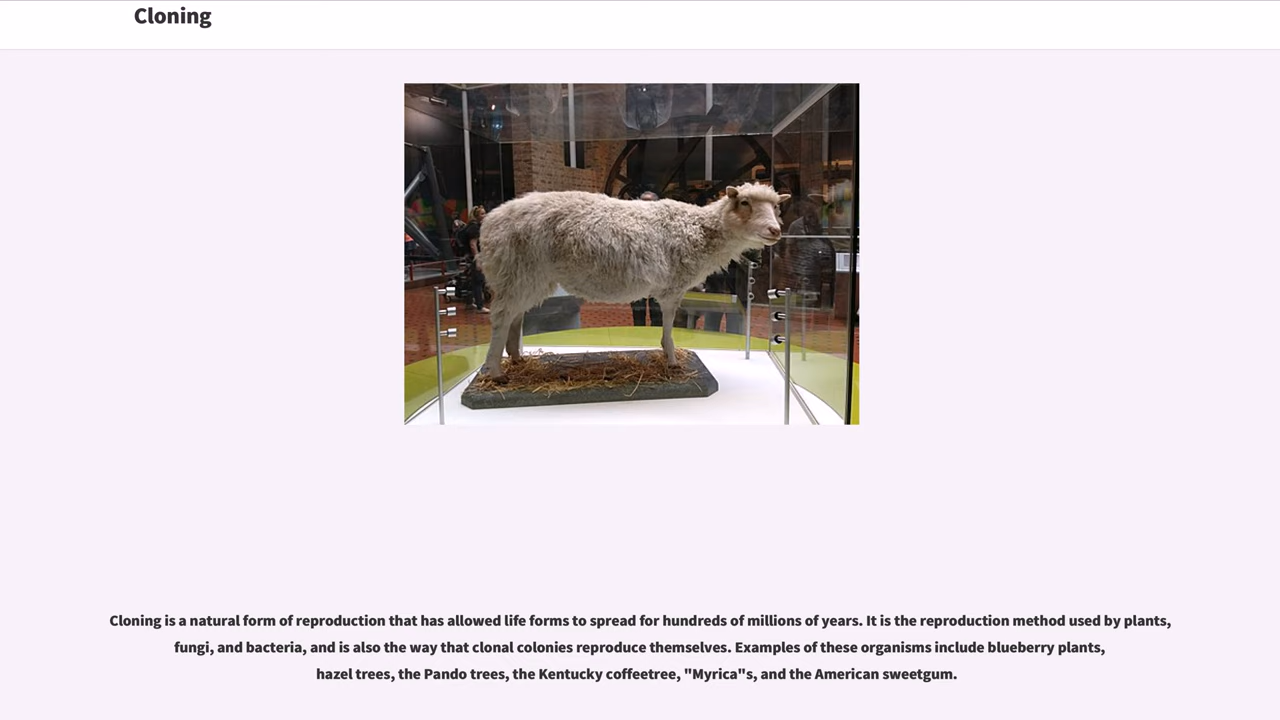 Cloning
Cloning is a natural form of reproduction that has allowed life forms to spread for hundreds of millions of years. It is the reproduction method used by plants,
fungi, and bacteria, and is also the way that clonal colonies reproduce themselves. Examples of these organisms include blueberry plants,
hazel trees, the Pando trees, the Kentucky coffeetree, "Myrica"s, and the American sweetgum.